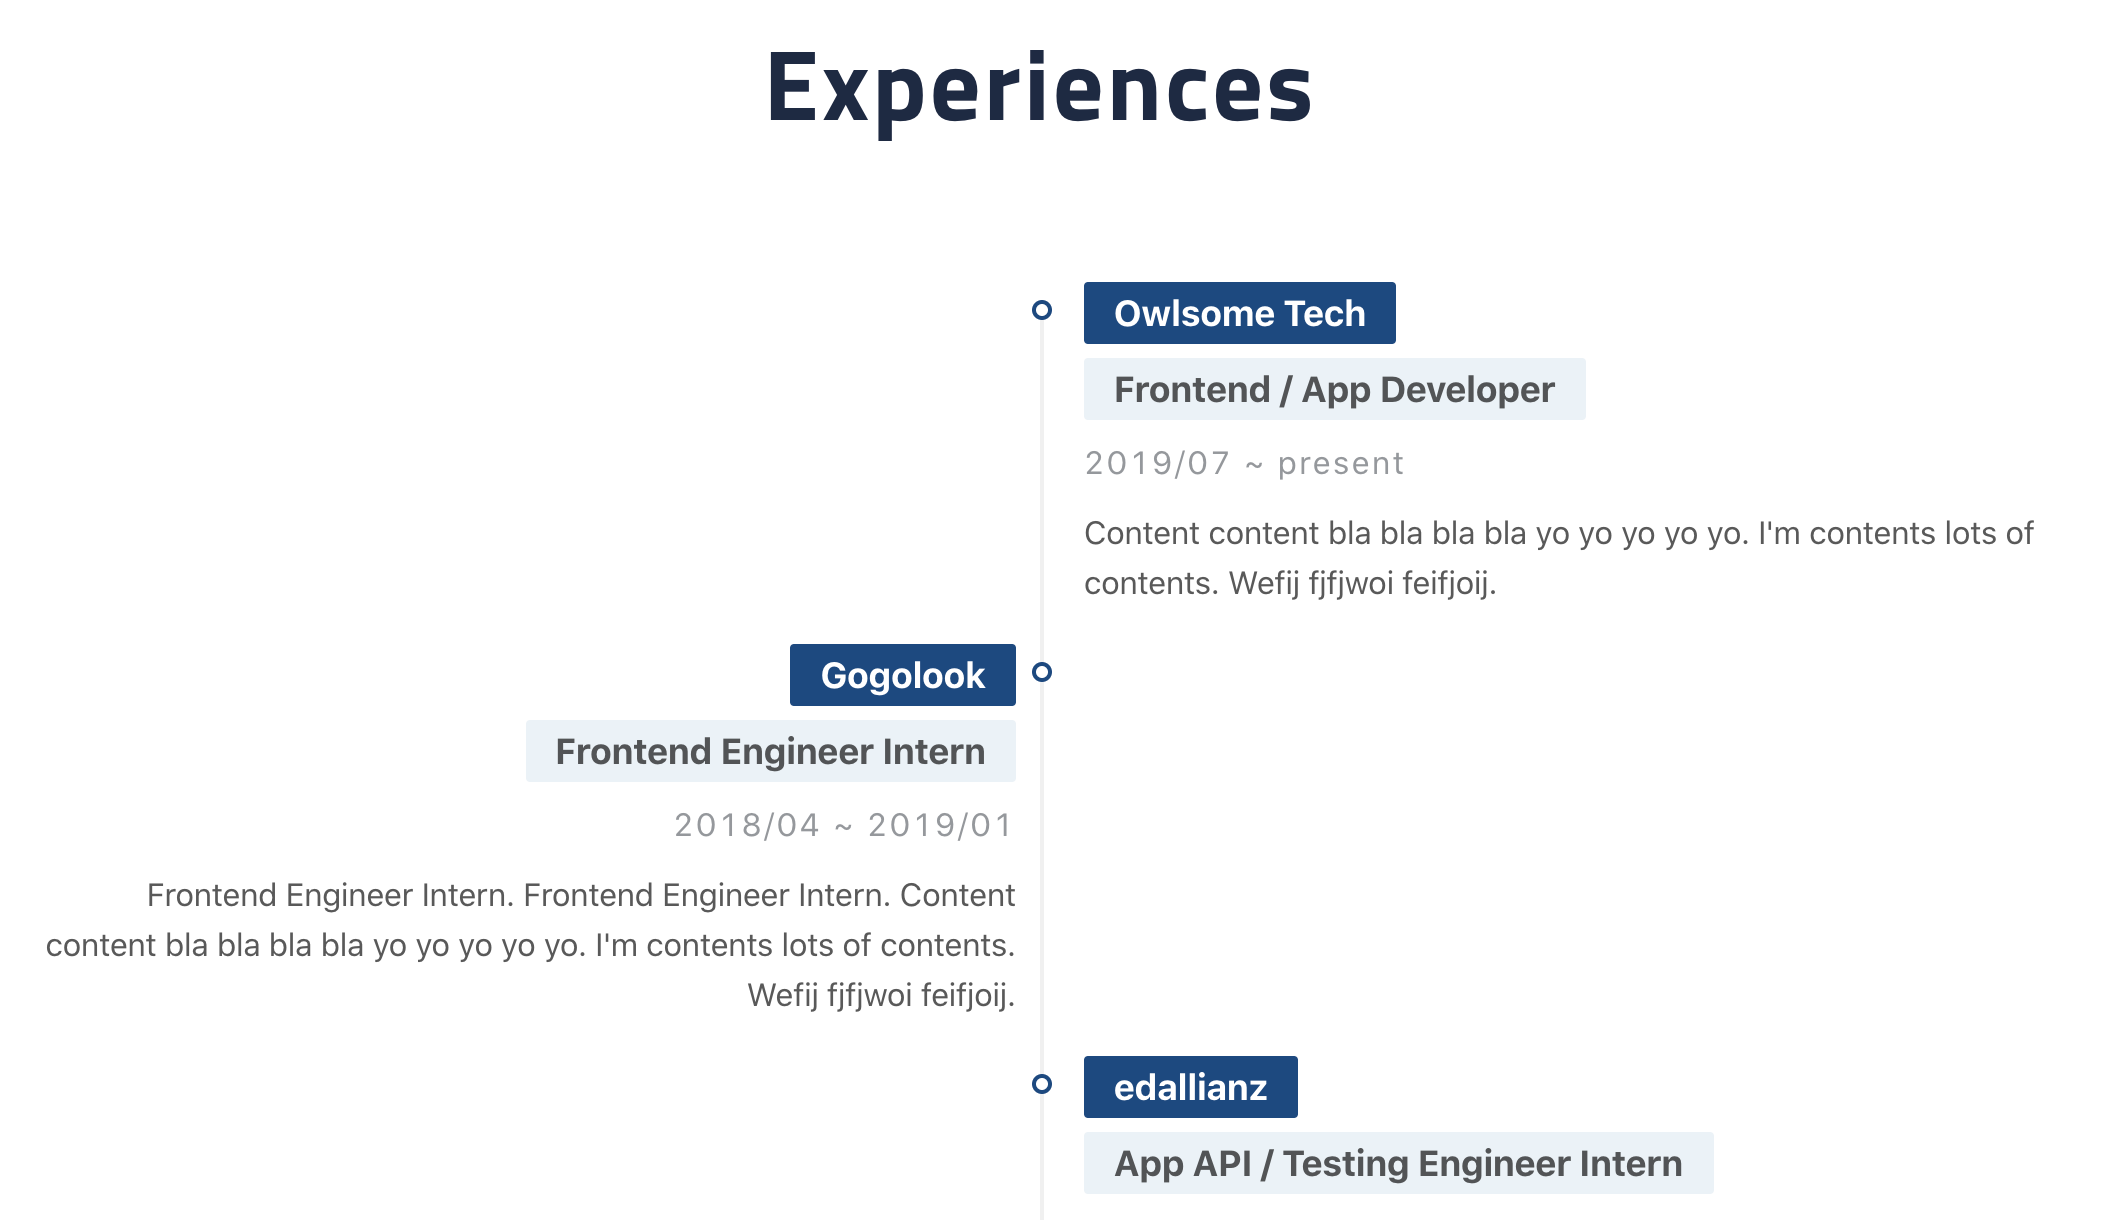 Experiences
Owlsome Tech
Frontend / App Developer
2019/07 ~ present
Content content bla bla bla bla yo yo yo yo yo. I'm contents lots of
contents. Wefij fjfjwoi feifjoij.
Gogolook
Frontend Engineer Intern
2018/04 ~ 2019/01
Frontend Engineer Intern. Frontend Engineer Intern. Content
content bla bla bla bla yo yo yo yo yo. I'm contents lots of contents.
Wefij fjfjwoi feifjoij.
edallianz
App API / Testing Engineer Intern